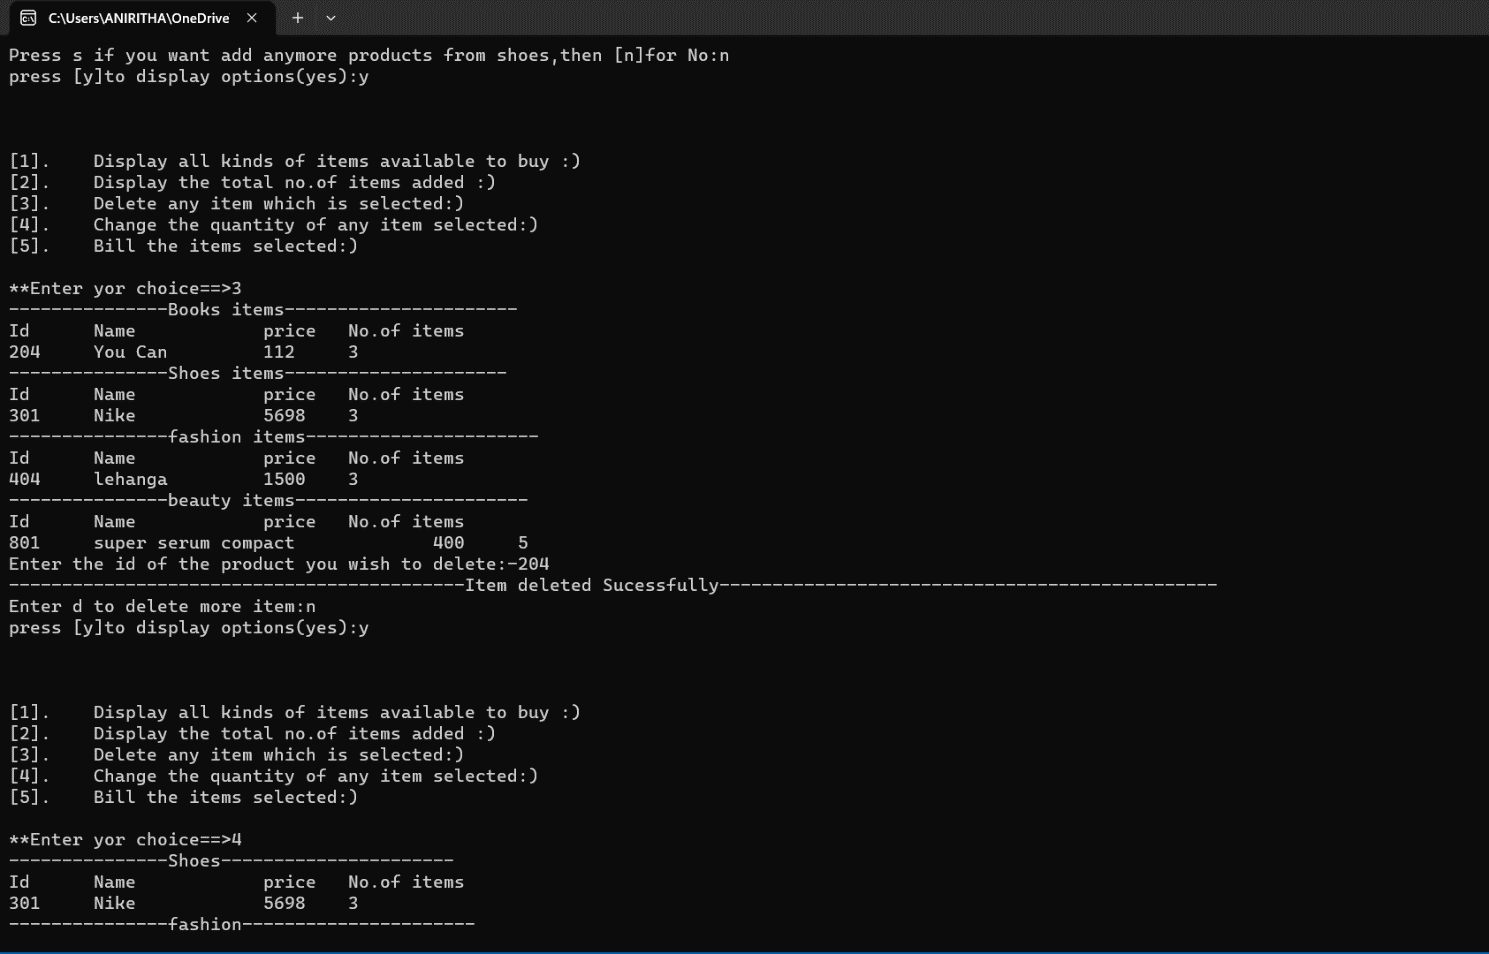 C:\Users\ANIRITHA\OneDrive
Press s if you want add anymore products from shoes,then [n]for No:n
press [y]to display options(yes):y
[1]. Display all kinds of items available to buy :)
[2]. Display the total no.of items added :)
[3]. Delete any item which is selected:)
[4]. Change the quantity of any item selected:)
[5]. Bill the items selected:)
**Enter yor choice==>3
---------------Books items----------------------
Id Name price No.of items
204 You Can 112 3
---------------Shoes items---------------------
Id Name price No.of items
301 Nike 5698 3
---------------fashion items----------------------
Id Name price No.of items
404 lehanga 1500 3
---------------beauty items----------------------
Id Name price No.of items
801 super serum compact 400 5
Enter the id of the product you wish to delete:-204
-------------------------------------------Item deleted Sucessfully-----------------------------------------------
Enter d to delete more item:n
press [y]to display options(yes):y
[1]. Display all kinds of items available to buy :)
[2]. Display the total no.of items added :)
[3]. Delete any item which is selected:)
[4]. Change the quantity of any item selected:)
[5]. Bill the items selected:)
**Enter yor choice==>4
---------------Shoes----------------------
Id Name price No.of items
301 Nike 5698 3
---------------fashion----------------------